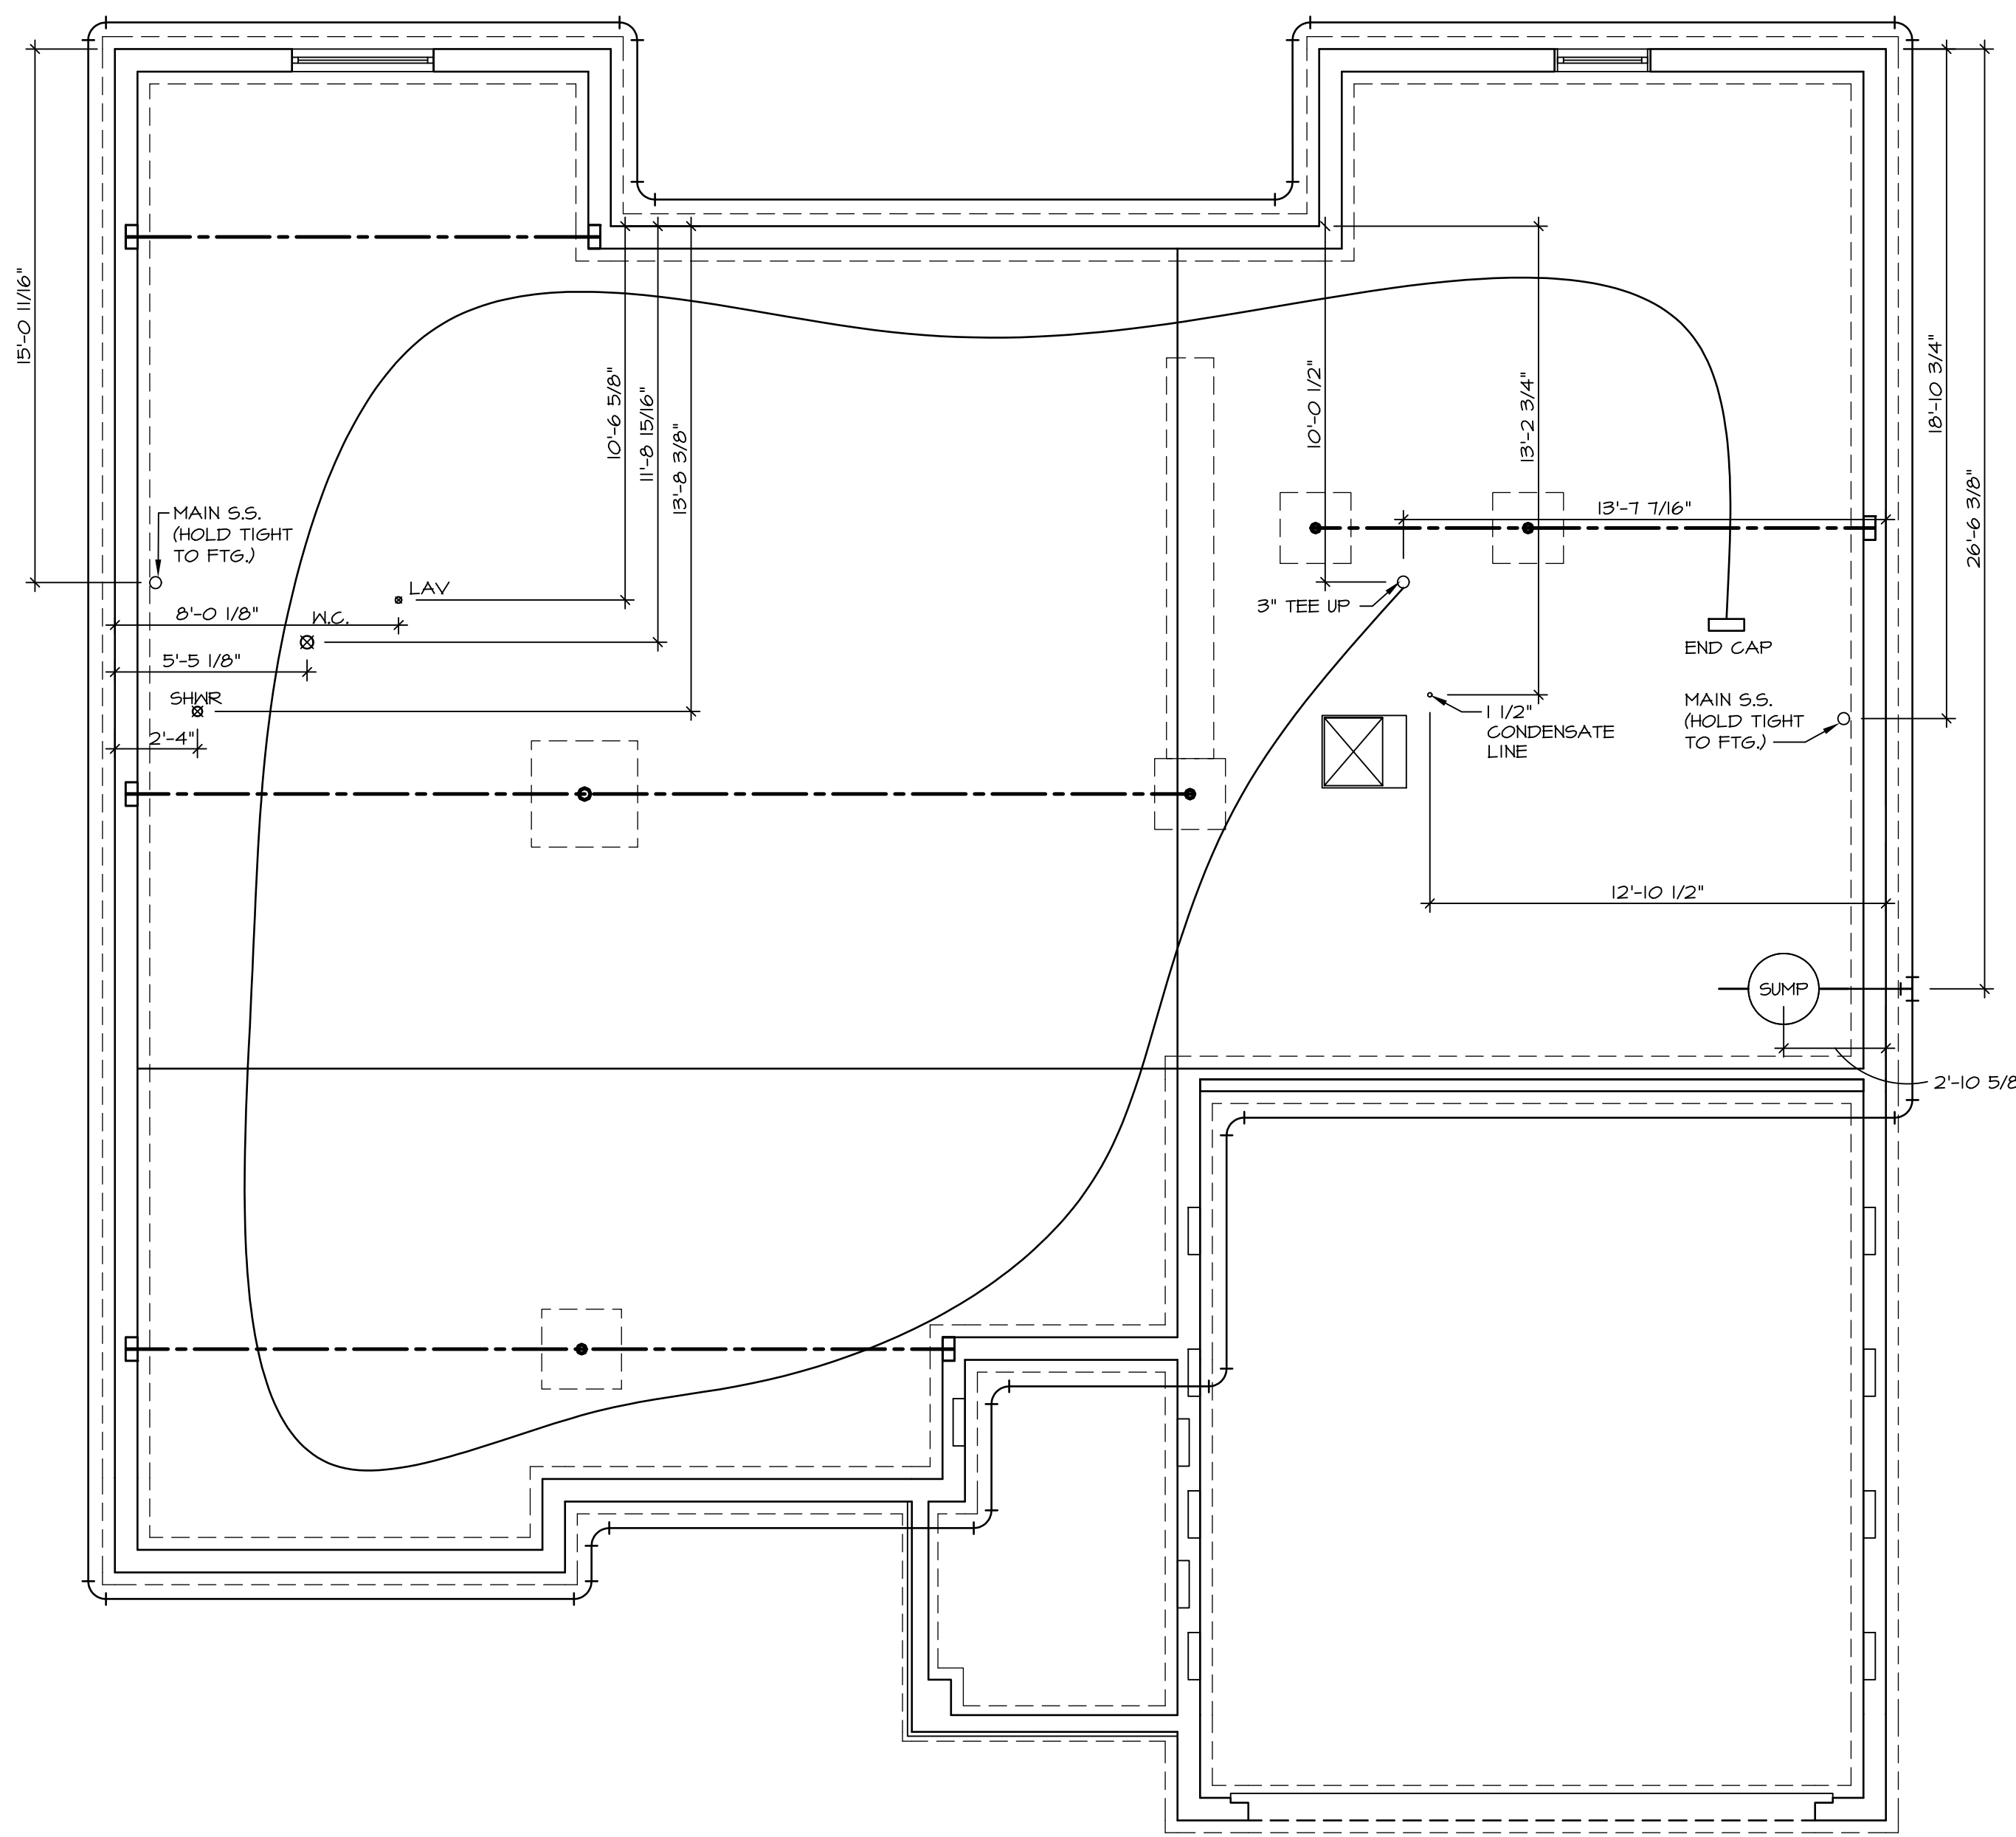 15'-0 11/16"
10'-6 5/8"
11'-8 15/16"
13'-8 3/8"
10'-0 1/2"
13'-2 3/4"
18'-10 3/4"
26'-6 3/8"
MAIN S.S.
(HOLD TIGHT
TO FTG.)
13'-7 7/16"
LAV
3" TEE UP
8'-0 1/8"
W.C.
END CAP
5'-5 1/8"
SHWR
MAIN S.S.
(HOLD TIGHT
TO FTG.)
1 1/2"
CONDENSATE
LINE
2'-4"
12'-10 1/2"
SUMP
2'-10 5/8